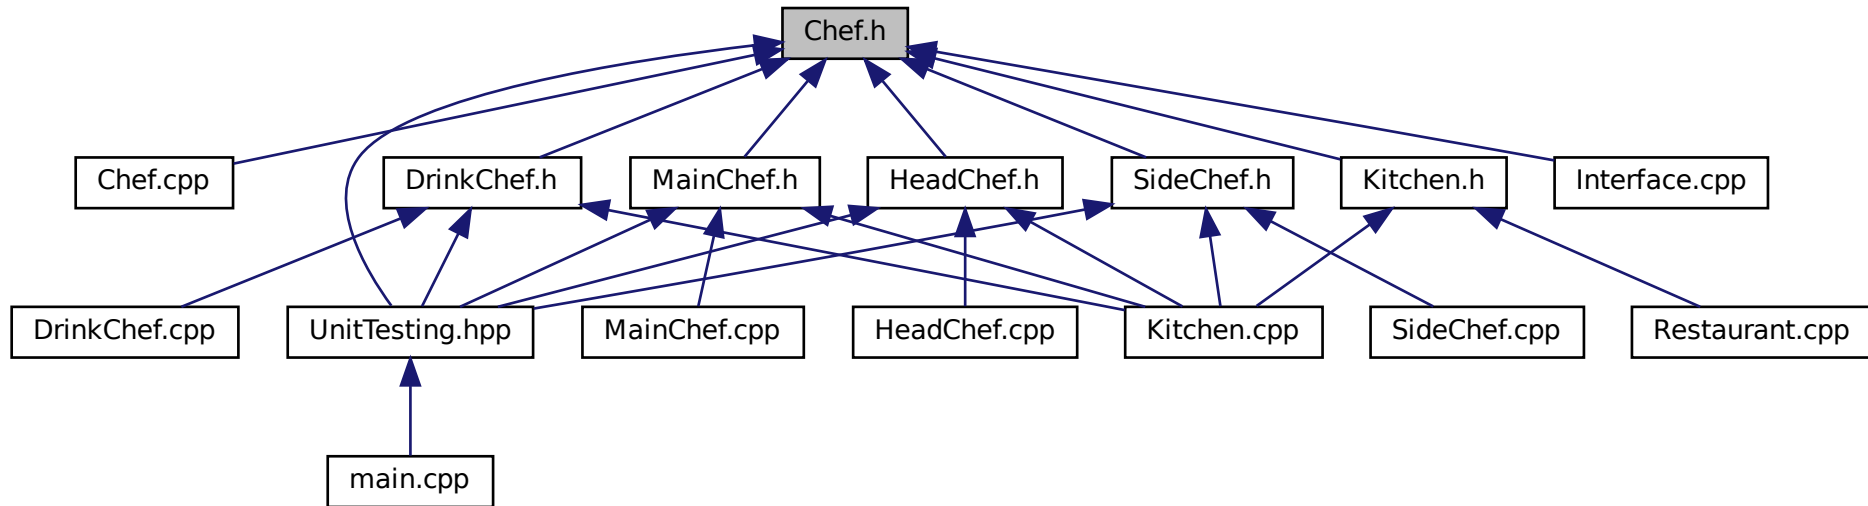 Chef.h
Chef.cpp
DrinkChef.h
MainChef.h
HeadChef.h
SideChef.h
Kitchen.h
Interface.cpp
DrinkChef.cpp
UnitTesting.hpp
MainChef.cpp
HeadChef.cpp
Kitchen.cpp
SideChef.cpp
Restaurant.cpp
main.cpp